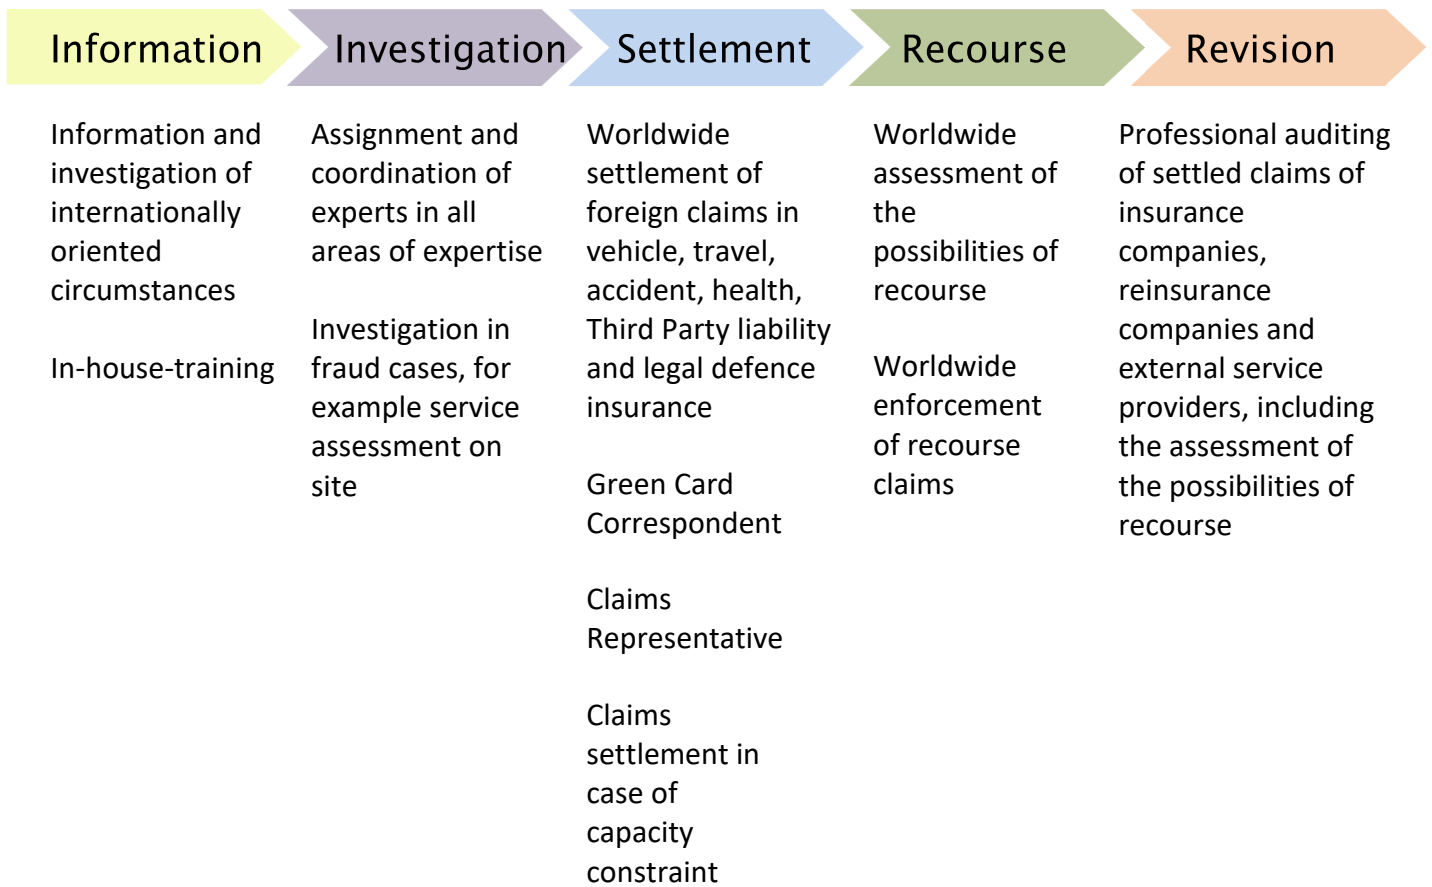 Information
Investigation
Settlement
Recourse
Revision
Information and
investigation of
internationally
oriented
circumstances
In-house-training
Assignment and
coordination of
experts in all
areas of expertise
Investigation in
fraud cases, for
example service
assessment on
site
Worldwide
settlement of
foreign claims in
vehicle, travel,
accident, health,
Third Party liability
and legal defence
insurance
Green Card
Correspondent
Claims
Representative
Claims
settlement in
case of
capacity
constraint
Worldwide
assessment of
the
possibilities of
recourse
Worldwide
enforcement
of recourse
claims
Professional auditing
of settled claims of
insurance
companies,
reinsurance
companies and
external service
providers, including
the assessment of
the possibilities of
recourse